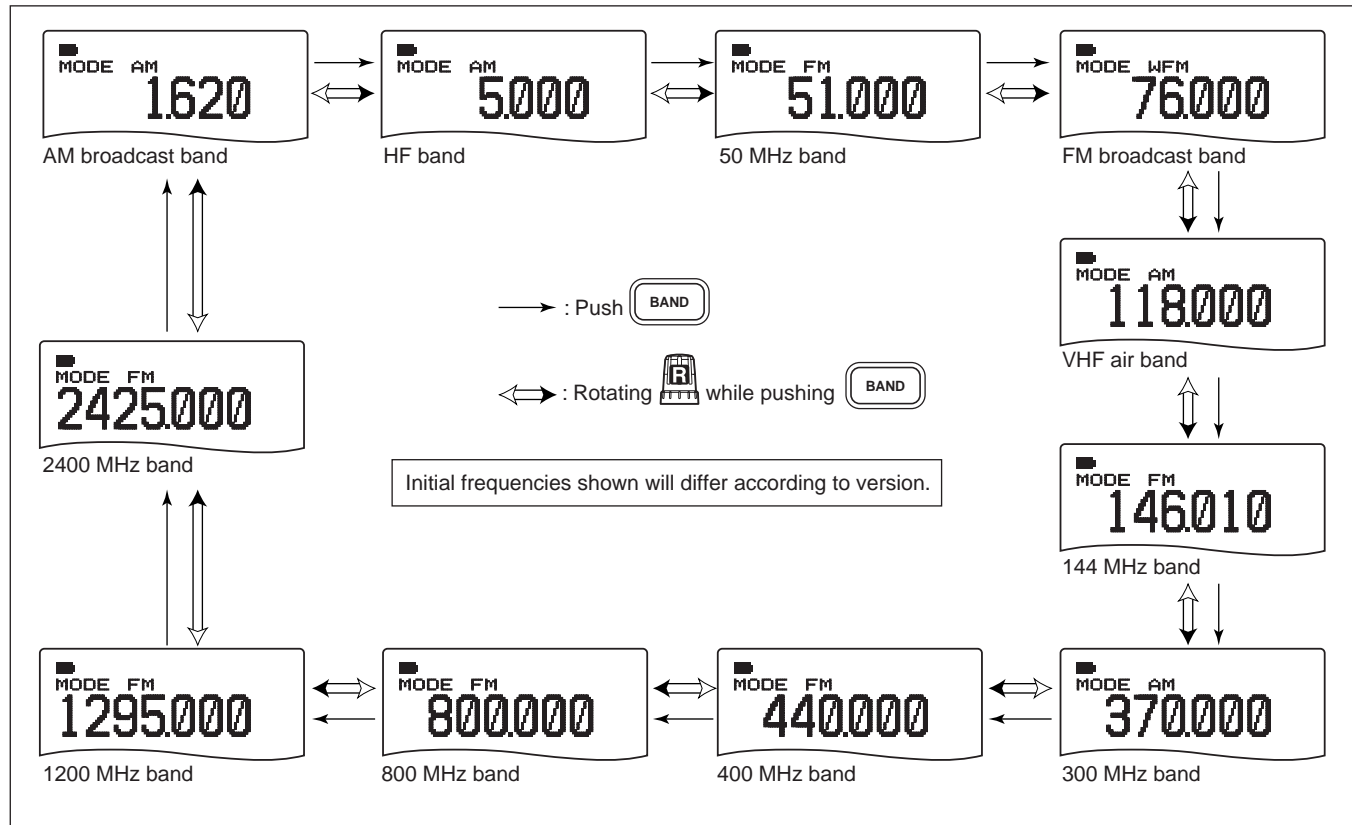 MODE AM
1.620
AM broadcast band
MODE AM
5.000
HF band
MODE FM
51.000
50 MHz band
MODE WFM
76.000
FM broadcast band
MODE AM
118.000
VHF air band
MODE FM
146.010
144 MHz band
MODE AM
370.000
300 MHz band
MODE FM
440.000
400 MHz band
MODE FM
800.000
800 MHz band
MODE FM
1295.000
1200 MHz band
MODE FM
2425.000
2400 MHz band
: Push BAND
: Rotating R while pushing BAND
Initial frequencies shown will differ according to version.